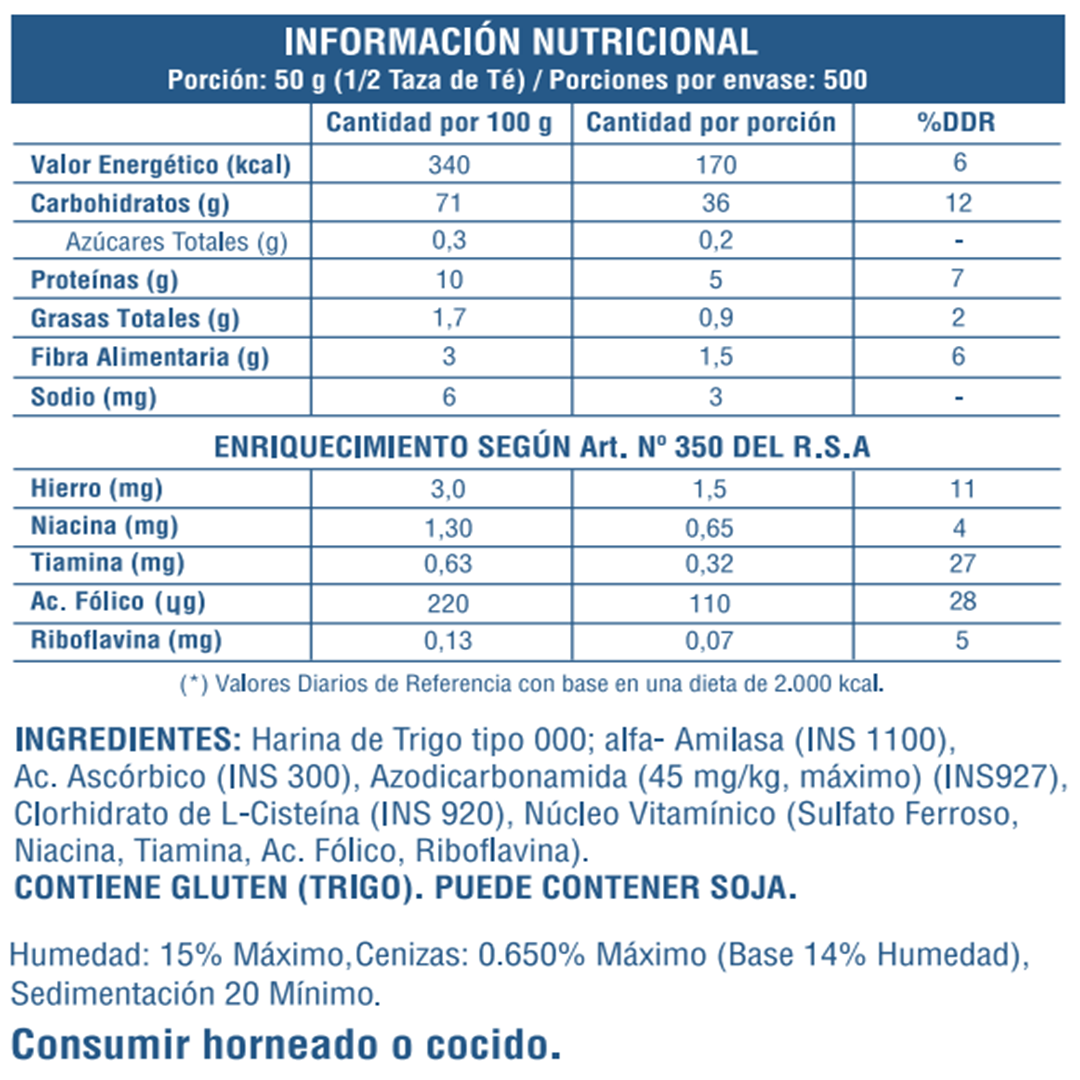 INFORMACIÓN NUTRICIONAL
Porción: 50 g (1/2 Taza de Té) / Porciones por envase: 500
Cantidad por 100 g Cantidad por porción %DDR
Valor Energético (kcal) 340 170 6
Carbohidratos (g) 71 36 12
Azúcares Totales (g) 0,3 0,2 -
Proteínas (g) 10 5 7
Grasas Totales (g) 1,7 0,9 2
Fibra Alimentaria (g) 3 1,5 6
Sodio (mg) 6 3 -
ENRIQUECIMIENTO SEGÚN Art. Nº 350 DEL R.S.A
Hierro (mg) 3,0 1,5 11
Niacina (mg) 1,30 0,65 4
Tiamina (mg) 0,63 0,32 27
Ac. Fólico (µg) 220 110 28
Riboflavina (mg) 0,13 0,07 5
(*) Valores Diarios de Referencia con base en una dieta de 2.000 kcal.
INGREDIENTES: Harina de Trigo tipo 000; alfa- Amilasa (INS 1100),
Ac. Ascórbico (INS 300), Azodicarbonamida (45 mg/kg, máximo) (INS927),
Clorhidrato de L-Cisteína (INS 920), Núcleo Vitamínico (Sulfato Ferroso,
Niacina, Tiamina, Ac. Fólico, Riboflavina).
CONTIENE GLUTEN (TRIGO). PUEDE CONTENER SOJA.
Humedad: 15% Máximo,Cenizas: 0.650% Máximo (Base 14% Humedad),
Sedimentación 20 Mínimo.
Consumir horneado o cocido.